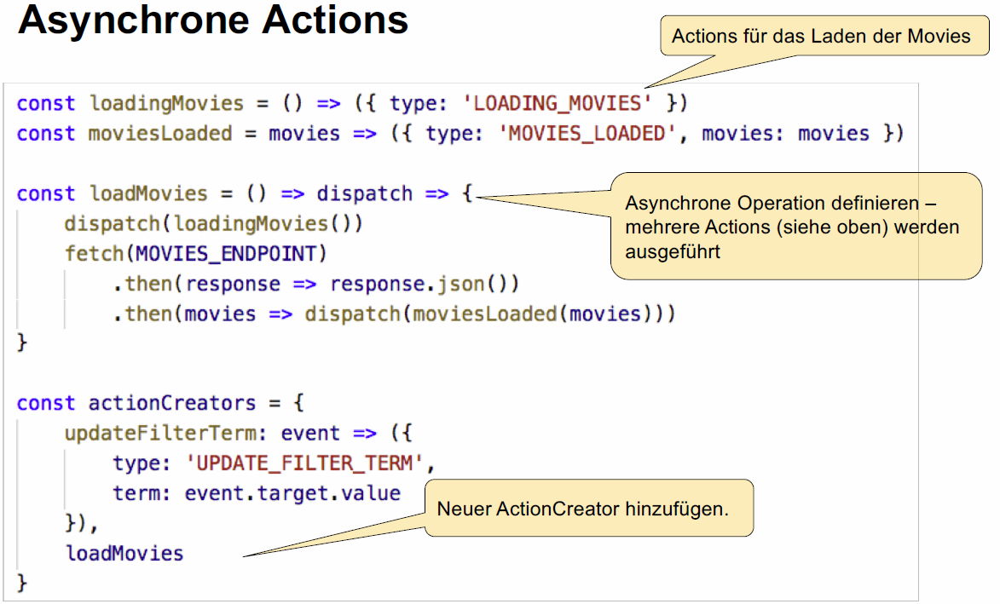 Asynchrone Actions
Actions für das Laden der Movies
const loadingMovies = () => ({ type: 'LOADING_MOVIES' })
const moviesLoaded = movies => ({ type: 'MOVIES_LOADED', movies: movies })
const loadMovies = () => dispatch => {
    dispatch(loadingMovies())
    fetch(MOVIES_ENDPOINT)
        .then(response => response.json())
        .then(movies => dispatch(moviesLoaded(movies)))
}
Asynchrone Operation definieren –
mehrere Actions (siehe oben) werden
ausgeführt
const actionCreators = {
    updateFilterTerm: event => ({
        type: 'UPDATE_FILTER_TERM',
        term: event.target.value
    }),
    loadMovies
}
Neuer ActionCreator hinzufügen.